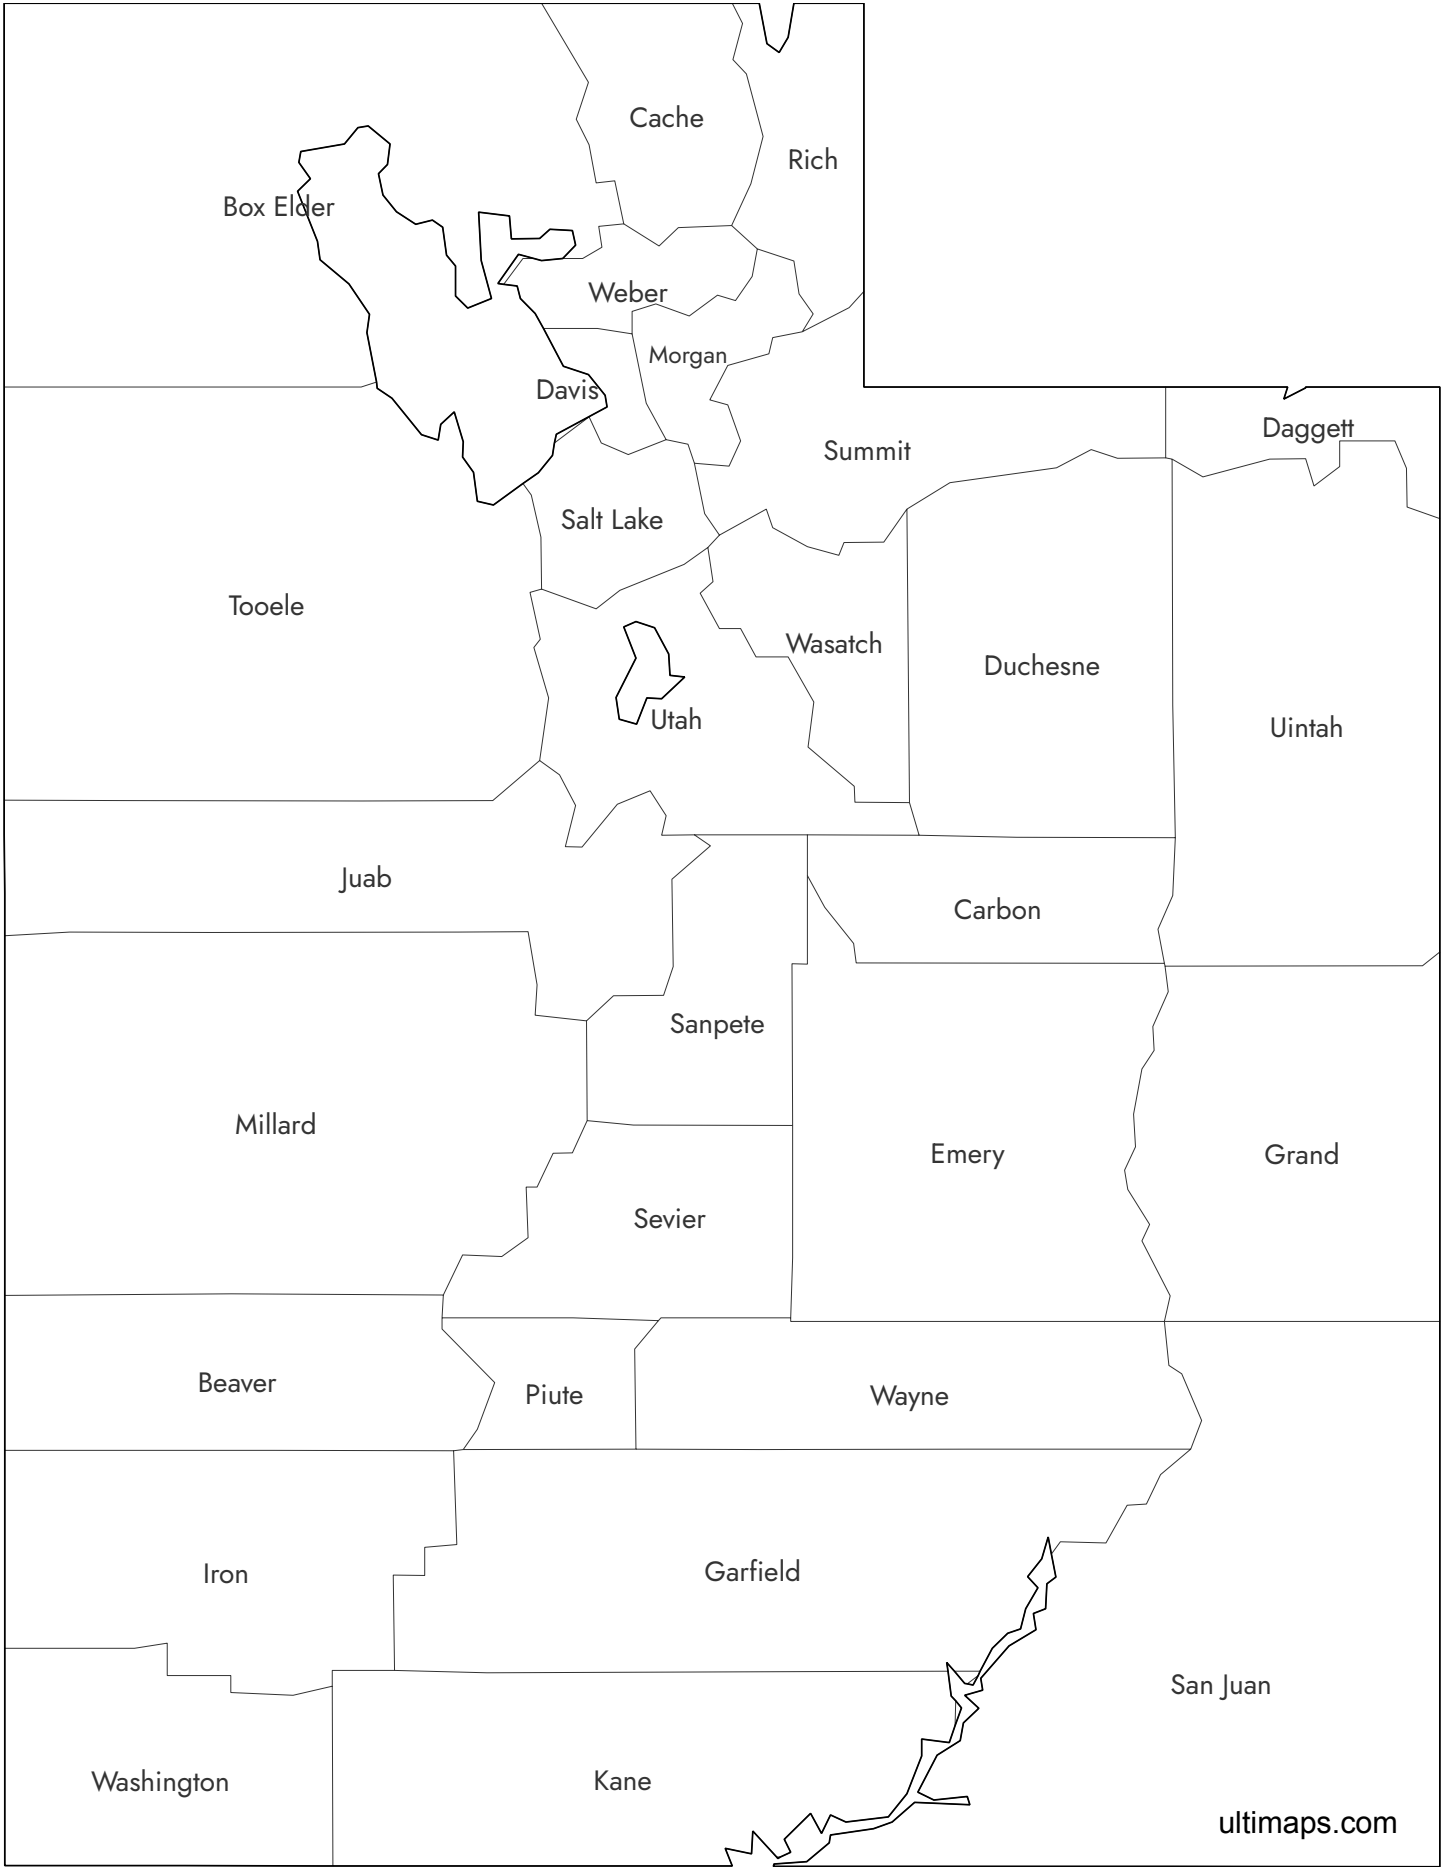 Cache
Rich
Box Elder
Weber
Morgan
Davis
Daggett
Summit
Salt Lake
Tooele
Wasatch
Duchesne
Utah
Uintah
Juab
Carbon
Sanpete
Millard
Emery
Grand
Sevier
Beaver
Piute
Wayne
Iron
Garfield
San Juan
Washington
Kane
ultimaps.com